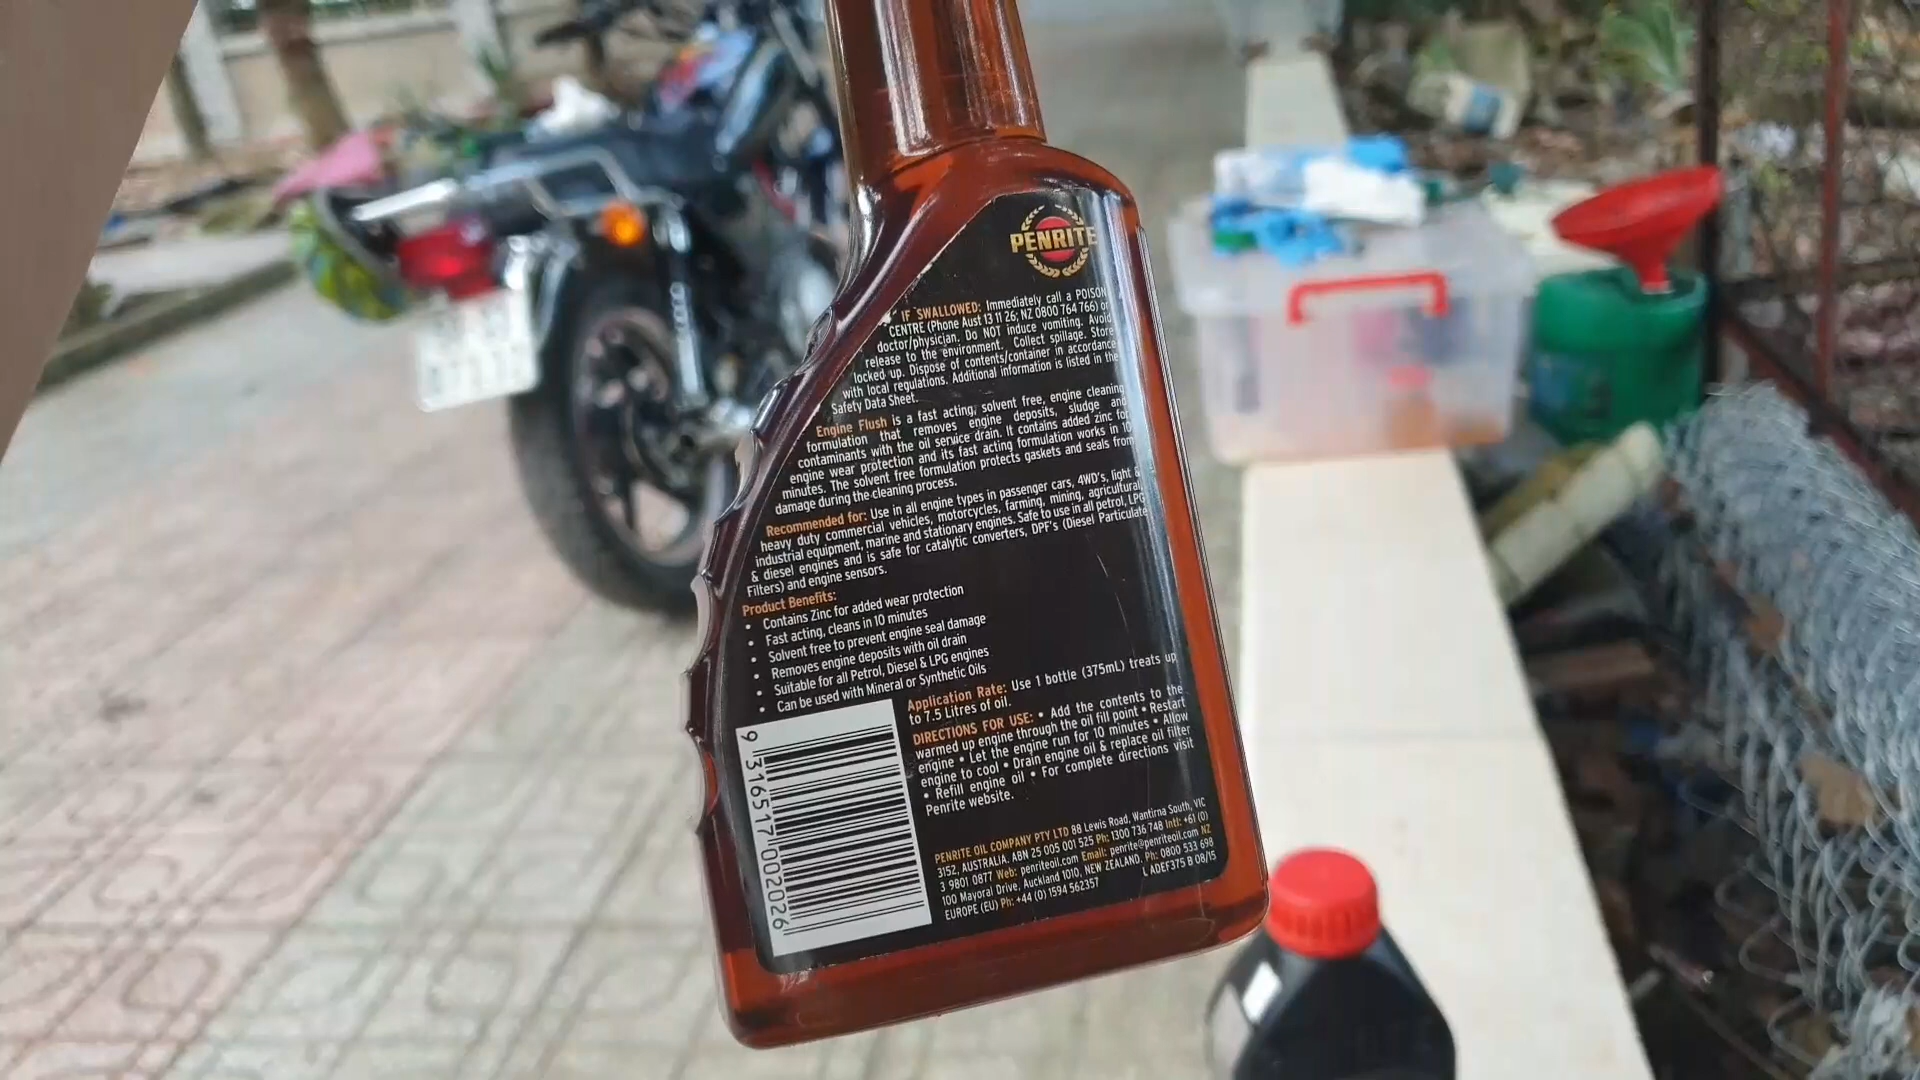 PENRITE
IF SWALLOWED: Immediately call a POISON
CENTRE (Phone Aust 13 11 26; NZ 0800 764 766) or
doctor/physician. Do NOT induce vomiting. Avoid
release to the environment. Collect spillage. Store
locked up. Dispose of contents/container in accordance
with local regulations. Additional information is listed in the
Safety Data Sheet.
Engine Flush is a fast acting, solvent free, engine cleaning
formulation that removes engine deposits, sludge and
contaminants with the oil service drain. It contains added zinc for
engine wear protection and its fast acting formulation works in 10
minutes. The solvent free formulation protects gaskets and seals from
damage during the cleaning process.
Recommended for: Use in all engine types in passenger cars, 4WD's, light &
heavy duty commercial vehicles, motorcycles, farming, mining, agricultural,
industrial equipment, marine and stationary engines. Safe to use in all petrol, LPG
& diesel engines and is safe for catalytic converters, DPF's (Diesel Particulate
Filters) and engine sensors.
Product Benefits:
• Contains Zinc for added wear protection
• Fast acting, cleans in 10 minutes
• Solvent free to prevent engine seal damage
• Removes engine deposits with oil drain
• Suitable for all Petrol, Diesel & LPG engines
• Can be used with Mineral or Synthetic Oils
Application Rate: Use 1 bottle (375mL) treats up
to 7.5 Litres of oil.
DIRECTIONS FOR USE: • Add the contents to the
warmed up engine through the oil fill point • Restart
engine • Let the engine run for 10 minutes • Allow
engine to cool • Drain engine oil & replace oil filter
• Refill engine oil • For complete directions visit
Penrite website.
9 316517 002026
PENRITE OIL COMPANY PTY LTD 88 Lewis Road, Wantirna South, VIC
3152, AUSTRALIA. ABN 25 005 001 525 Ph: 1300 736 748 Intl: +61 (0)
3 9801 0877 Web: penriteoil.com Email: penrite@penriteoil.com NZ
100 Mayoral Drive, Auckland 1010, NEW ZEALAND. Ph: 0800 533 698
EUROPE (EU) Ph: +44 (0) 1594 562357 L ADEF375 B 08/15